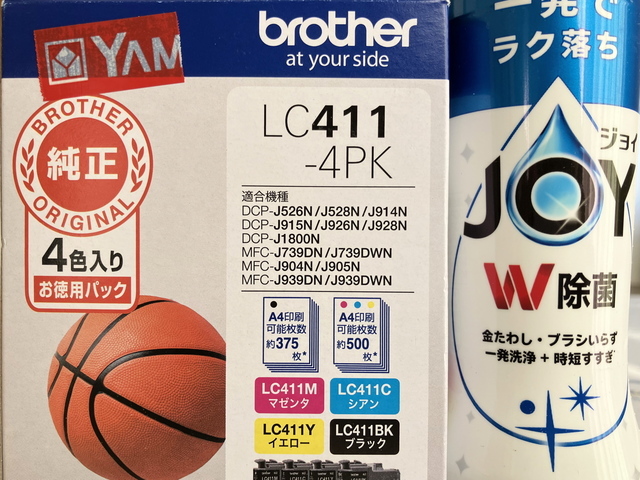 YAM
brother
at your side
BROTHER
純正
ORIGINAL
4色入り
お徳用パック
LC411
-4PK
適合機種
DCP-J526N/J528N/J914N
DCP-J915N/J926N/J928N
DCP-J1800N
MFC-J739DN/J739DWN
MFC-J904N/J905N
MFC-J939DN/J939DWN
A4印刷
可能枚数
約375
枚*
A4印刷
可能枚数
約500
枚*
LC411M
マゼンタ
LC411C
シアン
LC411Y
イエロー
LC411BK
ブラック
一発で
ラク落ち
ジョイ
JOY
W除菌
金たわし・ブラシいらず
一発洗浄+時短すすぎ